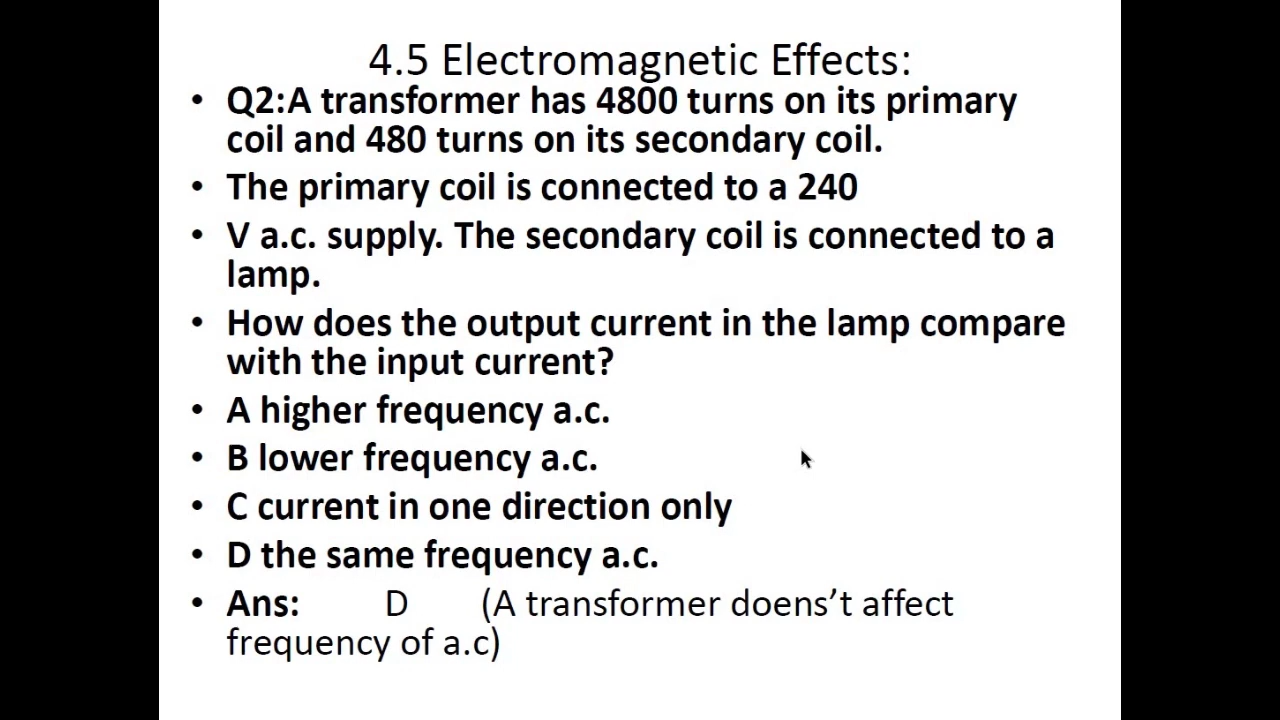 4.5 Electromagnetic Effects:
• Q2:A transformer has 4800 turns on its primary
coil and 480 turns on its secondary coil.
• The primary coil is connected to a 240
• V a.c. supply. The secondary coil is connected to a
lamp.
• How does the output current in the lamp compare
with the input current?
• A higher frequency a.c.
• B lower frequency a.c.
• C current in one direction only
• D the same frequency a.c.
• Ans: D (A transformer doens’t affect
frequency of a.c)